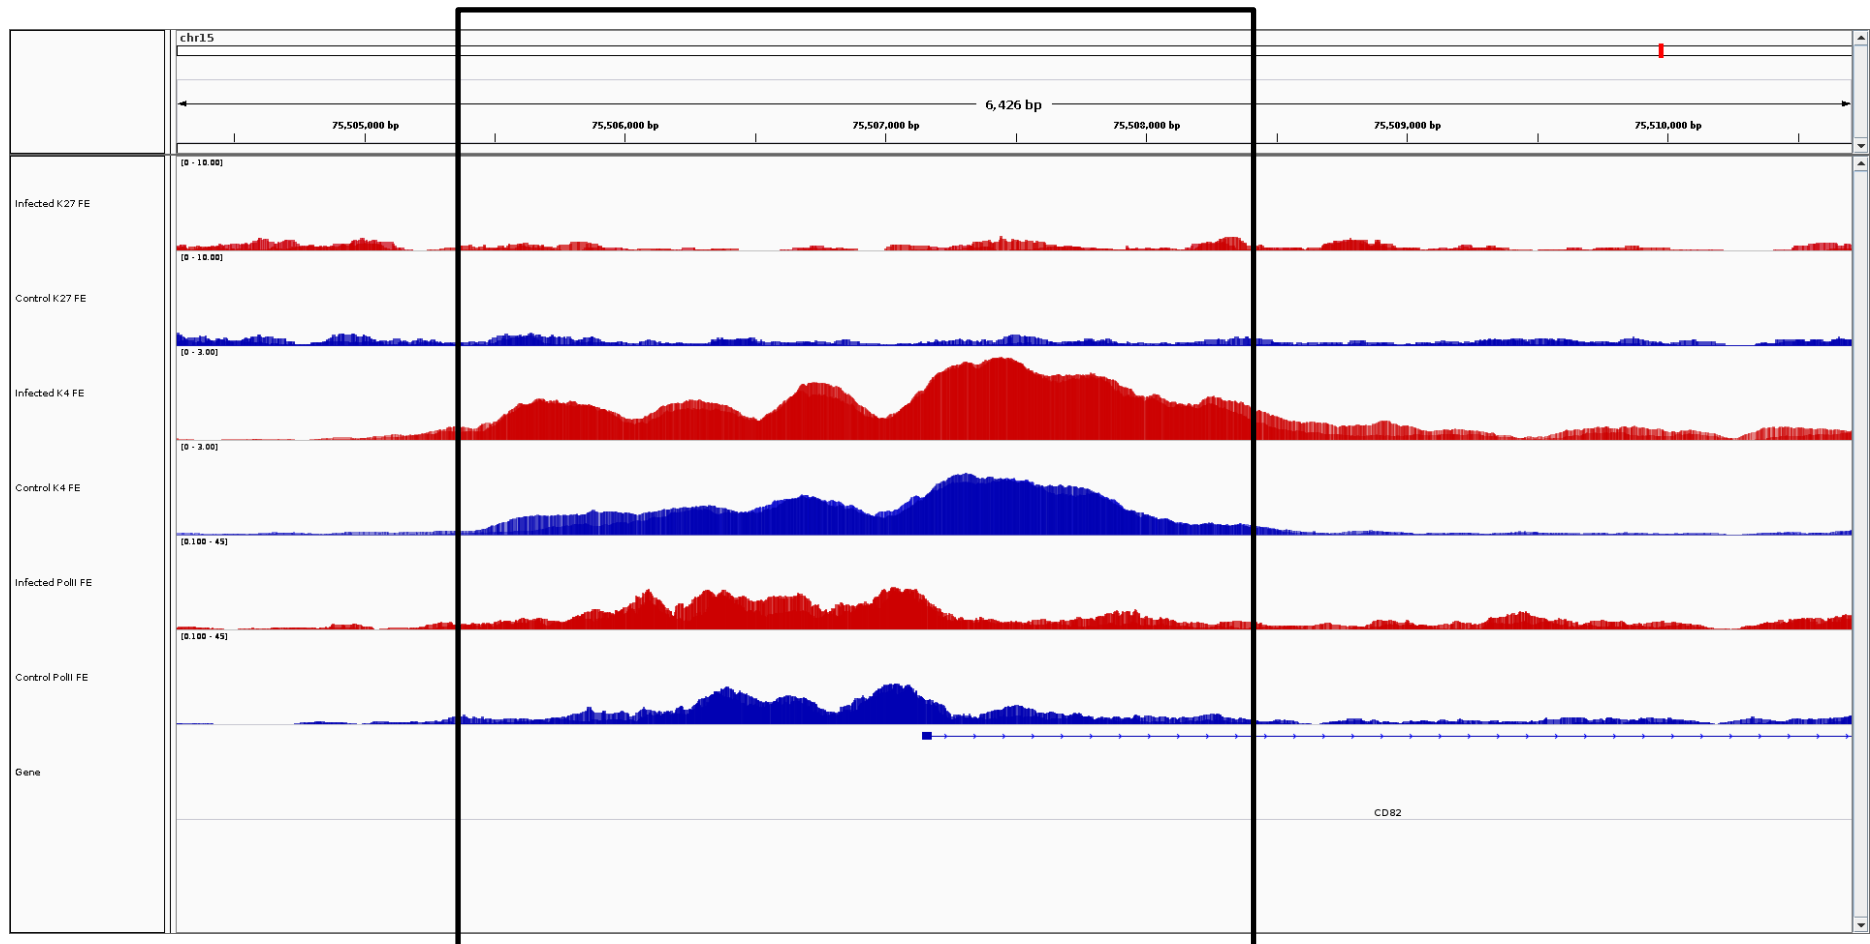 chr15
6,426 bp
75,505,000 bp 75,506,000 bp 75,507,000 bp 75,508,000 bp 75,509,000 bp 75,510,000 bp
[0 - 10.00]
Infected K27 FE
[0 - 10.00]
Control K27 FE
[0 - 3.00]
Infected K4 FE
[0 - 3.00]
Control K4 FE
[0.100 - 45]
Infected PolII FE
[0.100 - 45]
Control PolII FE
Gene
CD82